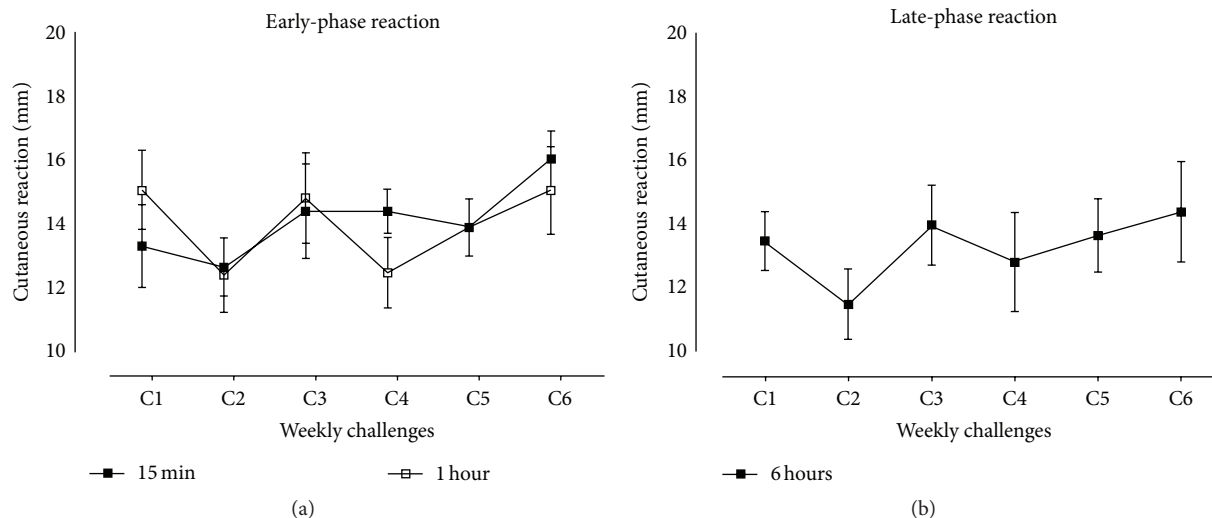 Early-phase reaction
20
18
16
14
12
10
Cutaneous reaction (mm)
C1 C2 C3 C4 C5 C6
Weekly challenges
15 min 1 hour
(a)
Late-phase reaction
20
18
16
14
12
10
Cutaneous reaction (mm)
C1 C2 C3 C4 C5 C6
Weekly challenges
6 hours
(b)